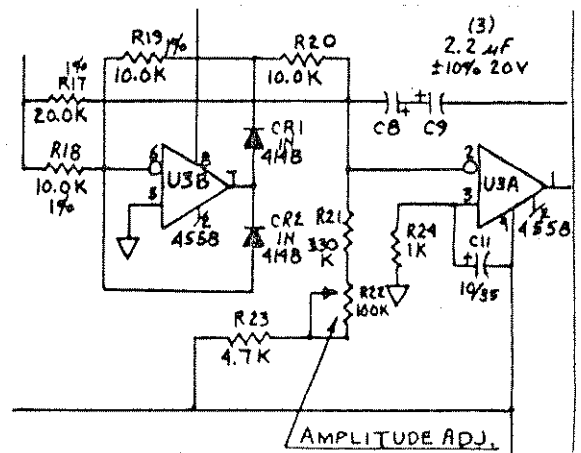 R19 1%
10.0K
R20
10.0K
(3)
2.2 µF
±10% 20V
1%
R17
20.0K
C8
+
+
C9
R18
10.0K
1%
6
5
U3B
8
7
1/2
4558
CR1
1N
4148
CR2
1N
4148
R21
330
K
R22
100K
R23
4.7K
2
3
U3A
1
4
1/2
4558
R24
1K
C11
+
10/35
AMPLITUDE ADJ.